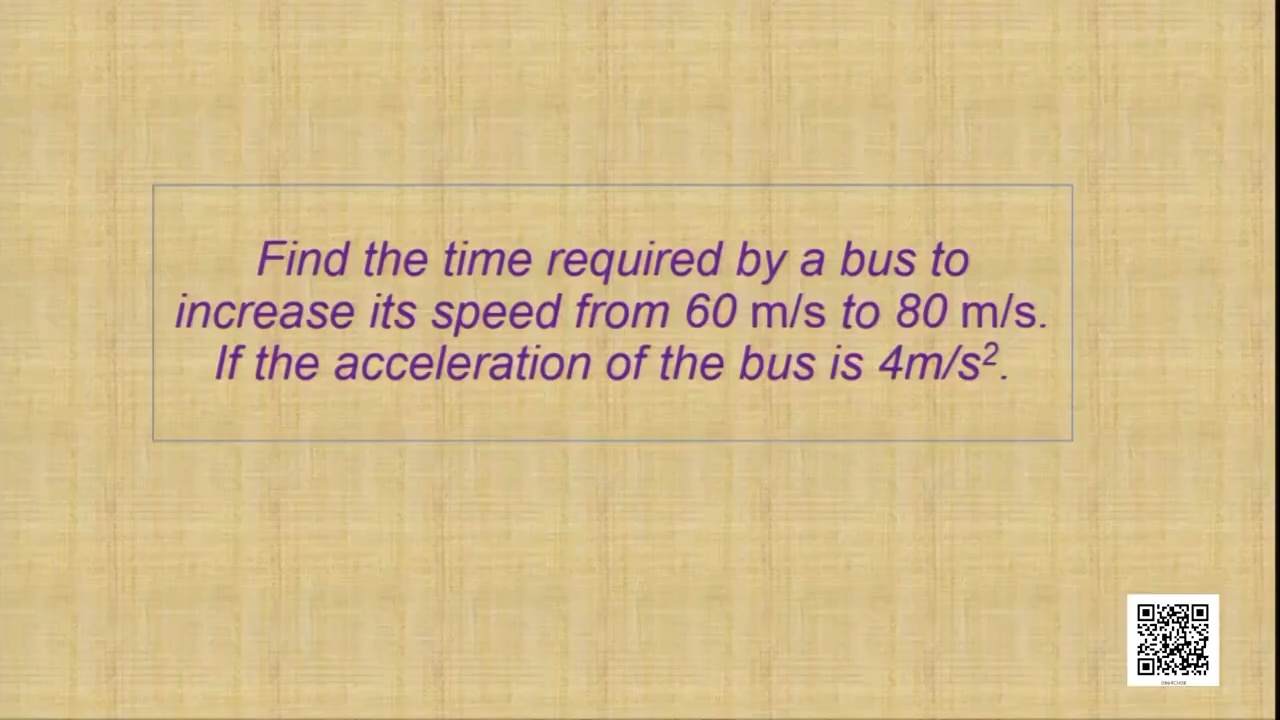 Find the time required by a bus to
increase its speed from 60 m/s to 80 m/s.
If the acceleration of the bus is 4m/s².
0964CH08